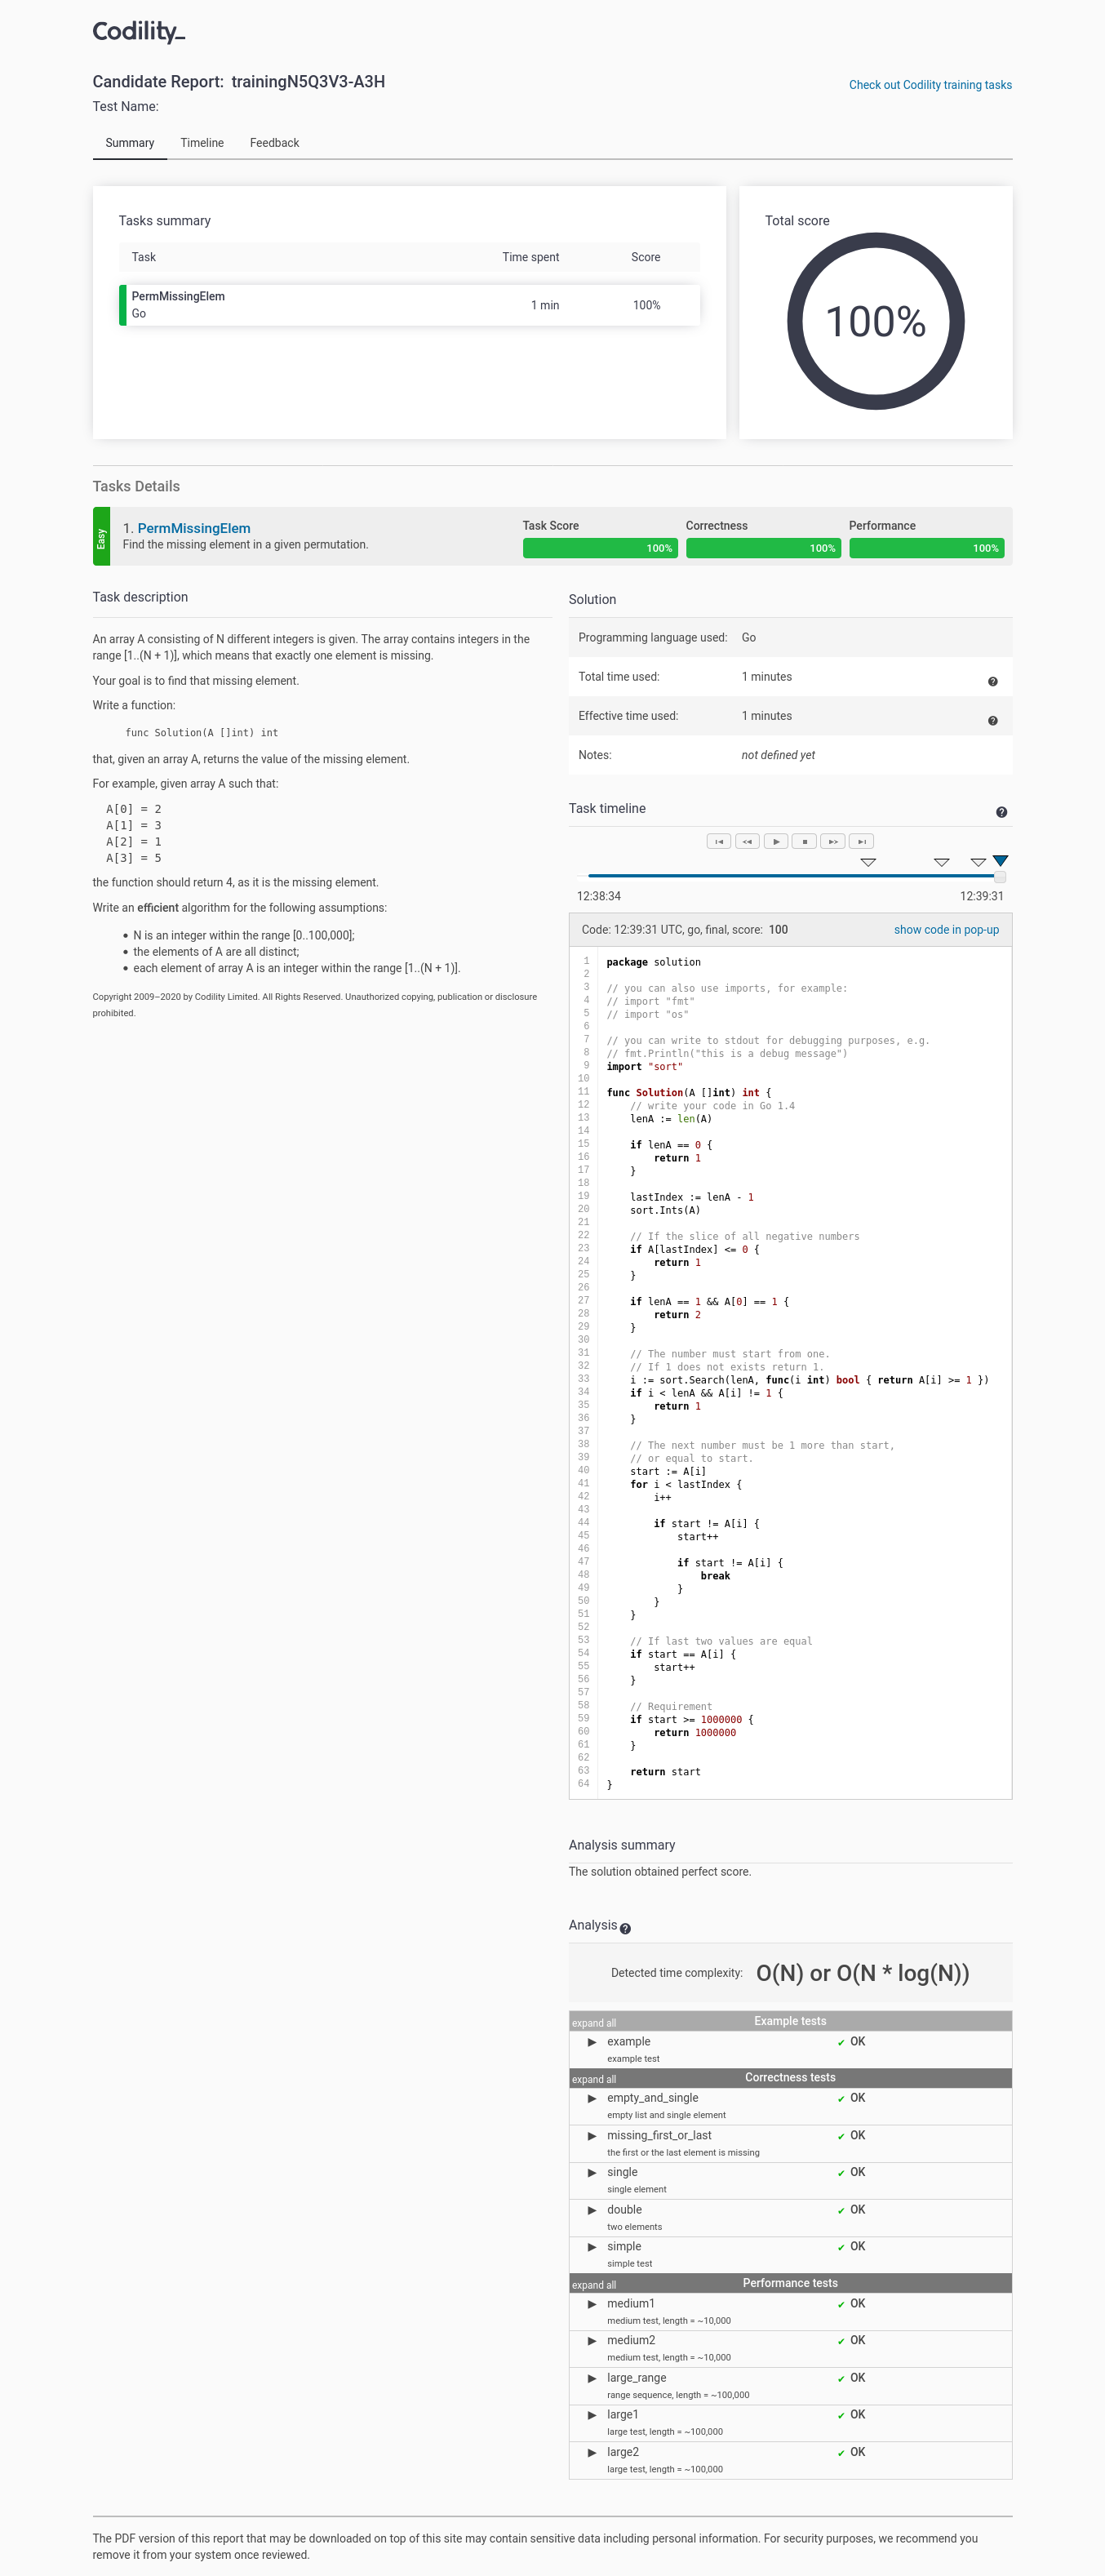 Codility_
Candidate Report: trainingN5Q3V3-A3H
Check out Codility training tasks
Test Name:
Summary Timeline Feedback
Tasks summary
Task Time spent Score
PermMissingElem
Go
1 min 100%
Total score
100%
Tasks Details
Easy
1. PermMissingElem
Find the missing element in a given permutation.
Task Score Correctness Performance
100% 100% 100%
Task description
An array A consisting of N different integers is given. The array contains integers in the
range [1..(N + 1)], which means that exactly one element is missing.
Your goal is to find that missing element.
Write a function:
func Solution(A []int) int
that, given an array A, returns the value of the missing element.
For example, given array A such that:
A[0] = 2
A[1] = 3
A[2] = 1
A[3] = 5
the function should return 4, as it is the missing element.
Write an efficient algorithm for the following assumptions:
• N is an integer within the range [0..100,000];
• the elements of A are all distinct;
• each element of array A is an integer within the range [1..(N + 1)].
Copyright 2009–2020 by Codility Limited. All Rights Reserved. Unauthorized copying, publication or disclosure
prohibited.
Solution
Programming language used: Go
Total time used: 1 minutes
Effective time used: 1 minutes
Notes: not defined yet
Task timeline
12:38:34 12:39:31
Code: 12:39:31 UTC, go, final, score: 100
show code in pop-up
1 package solution
2
3 // you can also use imports, for example:
4 // import "fmt"
5 // import "os"
6
7 // you can write to stdout for debugging purposes, e.g.
8 // fmt.Println("this is a debug message")
9 import "sort"
10
11 func Solution(A []int) int {
12     // write your code in Go 1.4
13     lenA := len(A)
14
15     if lenA == 0 {
16         return 1
17     }
18
19     lastIndex := lenA - 1
20     sort.Ints(A)
21
22     // If the slice of all negative numbers
23     if A[lastIndex] <= 0 {
24         return 1
25     }
26
27     if lenA == 1 && A[0] == 1 {
28         return 2
29     }
30
31     // The number must start from one.
32     // If 1 does not exists return 1.
33     i := sort.Search(lenA, func(i int) bool { return A[i] >= 1 })
34     if i < lenA && A[i] != 1 {
35         return 1
36     }
37
38     // The next number must be 1 more than start,
39     // or equal to start.
40     start := A[i]
41     for i < lastIndex {
42         i++
43
44         if start != A[i] {
45             start++
46
47             if start != A[i] {
48                 break
49             }
50         }
51     }
52
53     // If last two values are equal
54     if start == A[i] {
55         start++
56     }
57
58     // Requirement
59     if start >= 1000000 {
60         return 1000000
61     }
62
63     return start
64 }
Analysis summary
The solution obtained perfect score.
Analysis
Detected time complexity: O(N) or O(N * log(N))
expand all Example tests
▶ example ✔ OK
example test
expand all Correctness tests
▶ empty_and_single ✔ OK
empty list and single element
▶ missing_first_or_last ✔ OK
the first or the last element is missing
▶ single ✔ OK
single element
▶ double ✔ OK
two elements
▶ simple ✔ OK
simple test
expand all Performance tests
▶ medium1 ✔ OK
medium test, length = ~10,000
▶ medium2 ✔ OK
medium test, length = ~10,000
▶ large_range ✔ OK
range sequence, length = ~100,000
▶ large1 ✔ OK
large test, length = ~100,000
▶ large2 ✔ OK
large test, length = ~100,000
The PDF version of this report that may be downloaded on top of this site may contain sensitive data including personal information. For security purposes, we recommend you
remove it from your system once reviewed.